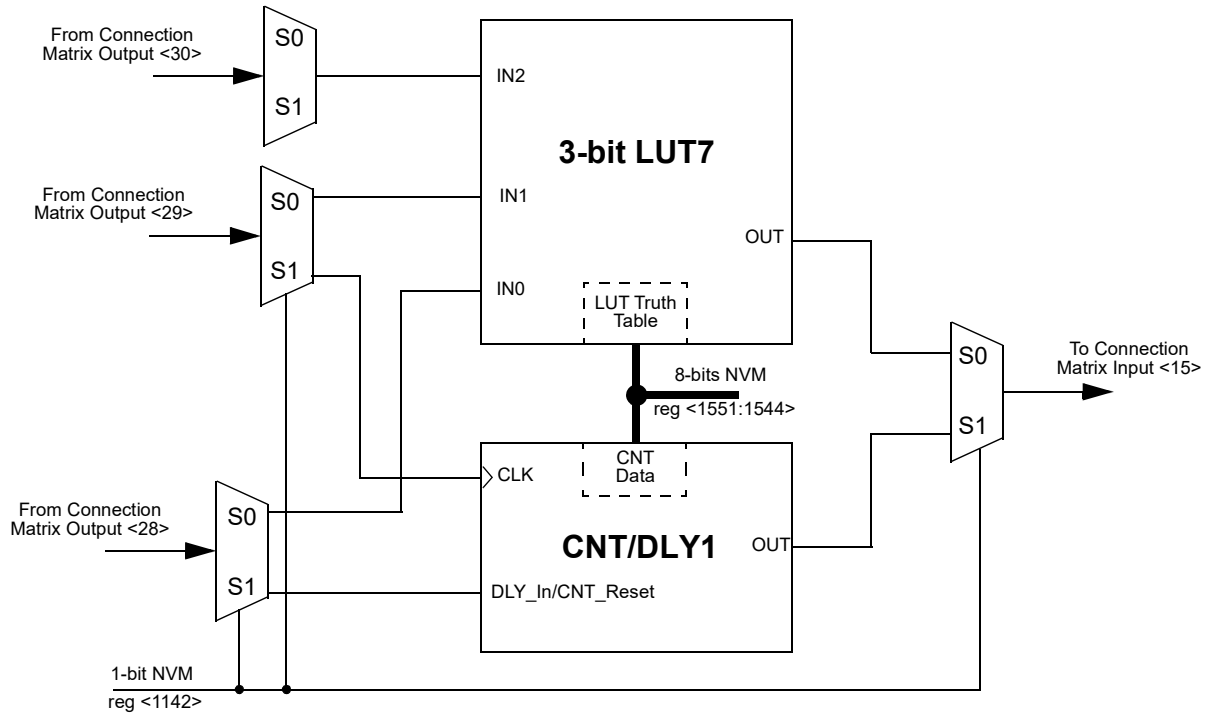 From Connection
Matrix Output <30>
S0
S1
IN2
3-bit LUT7
From Connection
Matrix Output <29>
S0
S1
IN1
IN0
OUT
LUT Truth
Table
8-bits NVM
reg <1551:1544>
S0
S1
To Connection
Matrix Input <15>
CNT
Data
CLK
From Connection
Matrix Output <28>
S0
S1
CNT/DLY1
OUT
DLY_In/CNT_Reset
1-bit NVM
reg <1142>